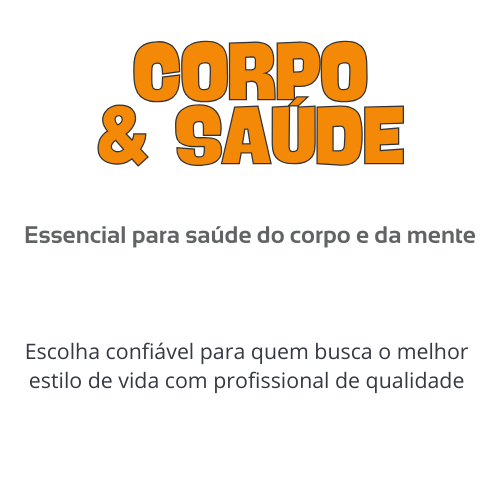 CORPO
& SAÚDE
Essencial para saúde do corpo e da mente
Escolha confiável para quem busca o melhor
estilo de vida com profissional de qualidade